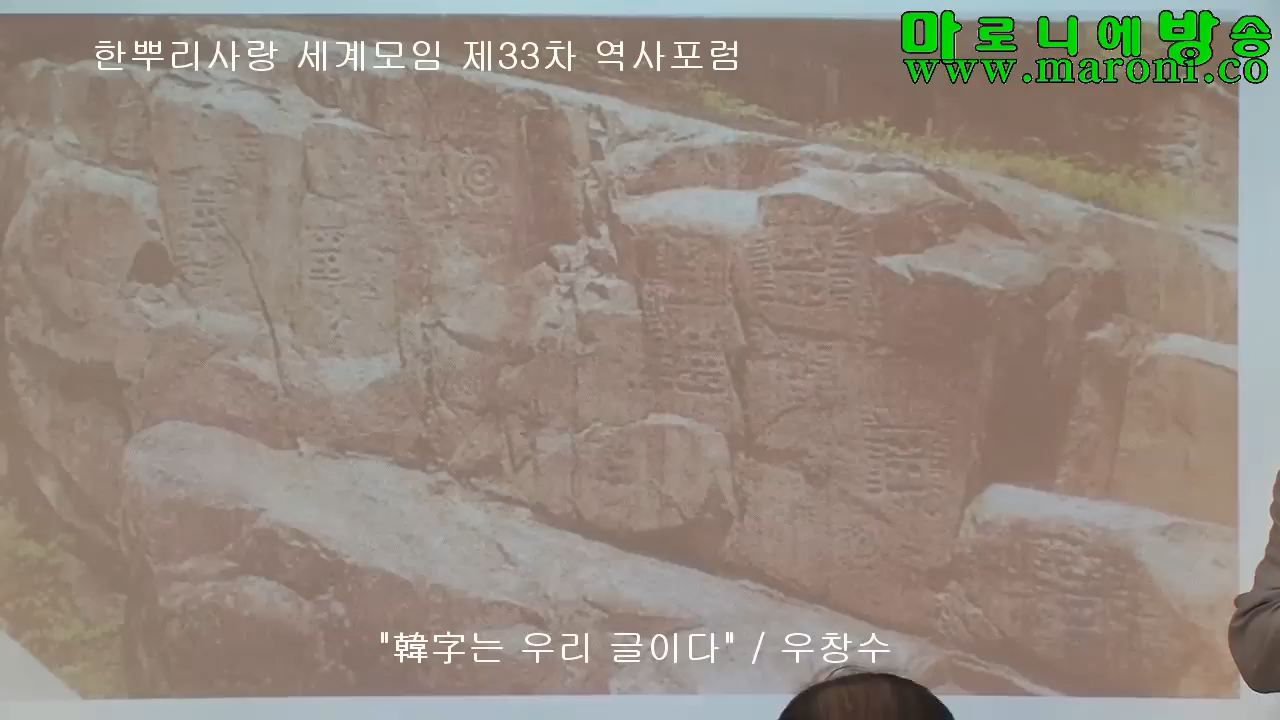 한뿌리사랑 세계모임 제33차 역사포럼
마로니에방송
www.maroni.co
"韓字는 우리 글이다" / 우창수